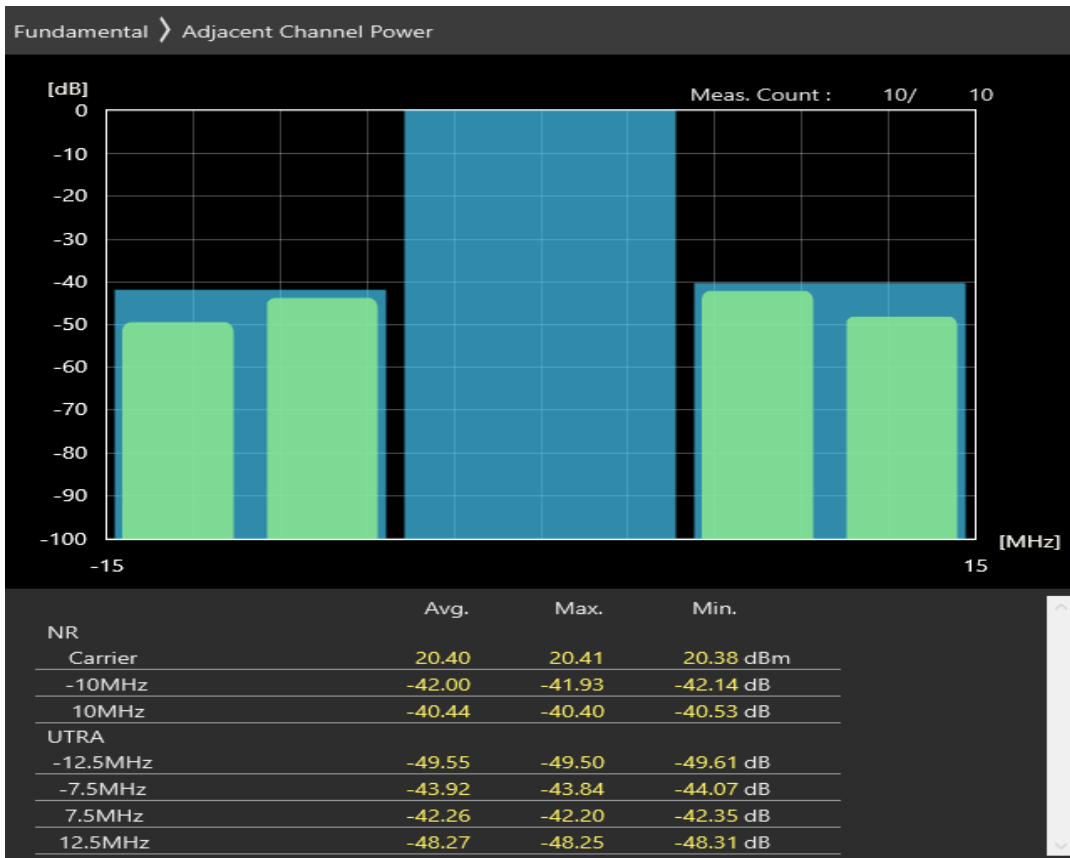 Fundamental 〉 Adjacent Channel Power
[dB]
Meas. Count : 10/ 10
0
-10
-20
-30
-40
-50
-60
-70
-80
-90
-100
[MHz]
-15 15
Avg. Max. Min.
NR
Carrier 20.40 20.41 20.38 dBm
-10MHz -42.00 -41.93 -42.14 dB
10MHz -40.44 -40.40 -40.53 dB
UTRA
-12.5MHz -49.55 -49.50 -49.61 dB
-7.5MHz -43.92 -43.84 -44.07 dB
7.5MHz -42.26 -42.20 -42.35 dB
12.5MHz -48.27 -48.25 -48.31 dB